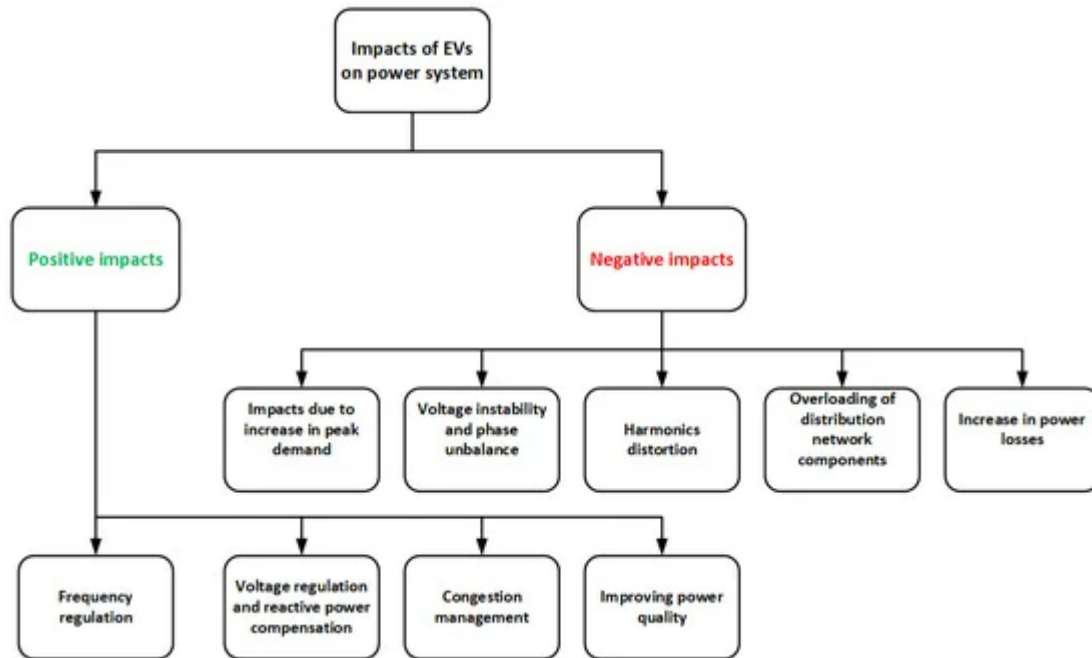 Impacts of EVs
on power system
Positive impacts
Negative impacts
Impacts due to
increase in peak
demand
Voltage instability
and phase
unbalance
Harmonics
distortion
Overloading of
distribution
network
components
Increase in power
losses
Frequency
regulation
Voltage regulation
and reactive power
compensation
Congestion
management
Improving power
quality